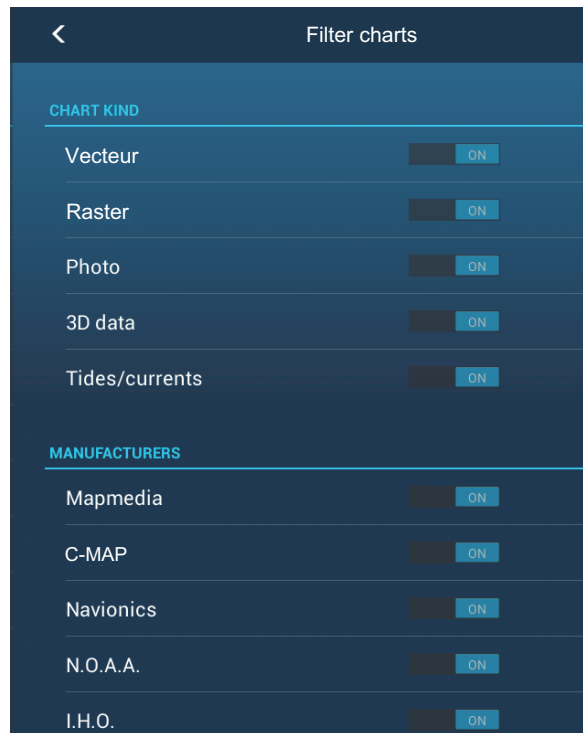 Filter charts
CHART KIND
Vecteur ON
Raster ON
Photo ON
3D data ON
Tides/currents ON
MANUFACTURERS
Mapmedia ON
C-MAP ON
Navionics ON
N.O.A.A. ON
I.H.O. ON